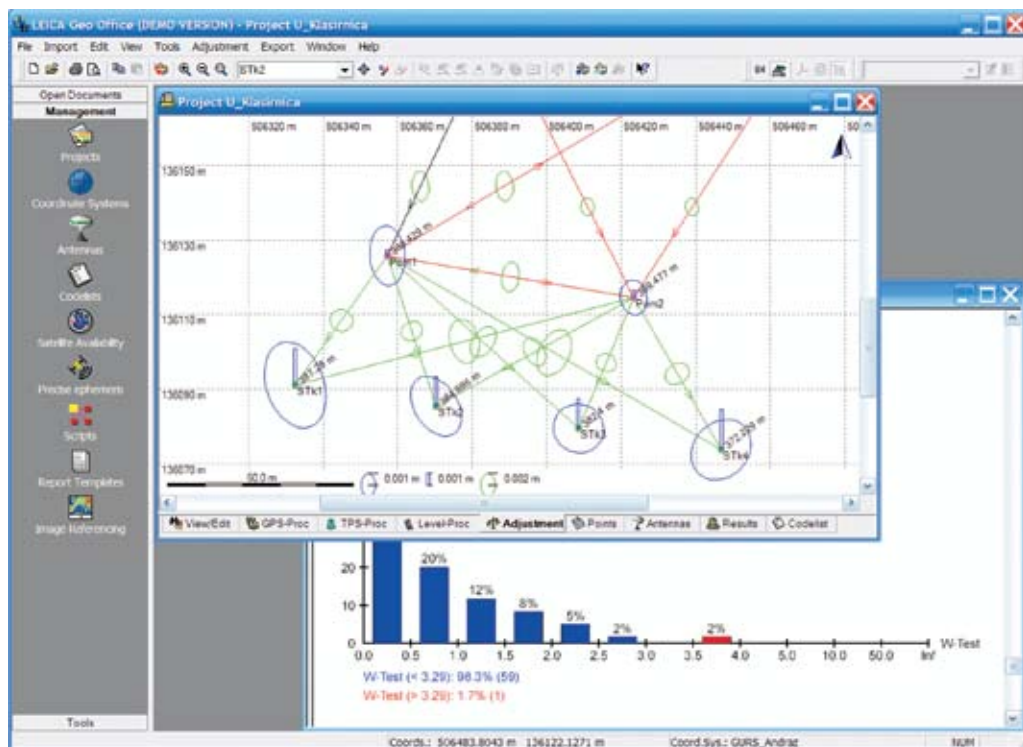 LEICA Geo Office (DEMO VERSION) - Project U_Klasirnica
File Import Edit View Tools Adjustment Export Window Help
STk2
Open Documents
Management
Projects
Coordinate Systems
Antennas
Codelists
Satellite Availability
Precise ephemeris
Scripts
Report Templates
Image Referencing
Tools
Project U_Klasirnica
506320 m 506340 m 506360 m 506380 m 506400 m 506420 m 506440 m 506460 m 50
136150 m
136130 m
136110 m
136090 m
136070 m
Point1
Point2
STk1
STk2
STk3
STk4
50.0 m 0.001 m 0.001 m 0.002 m
View/Edit GPS-Proc TPS-Proc Level-Proc Adjustment Points Antennas Results Codelist
20
10
0
20% 12% 8% 5% 2% 2%
0.0 0.5 1.0 1.5 2.0 2.5 3.0 3.5 4.0 5.0 10.0 50.0 Inf
W-Test
W-Test (< 3.29): 98.3% (59)
W-Test (> 3.29): 1.7% (1)
Coords.: 506483.8043 m 136122.1271 m Coord.Sys.: GURS_Andraz NUM